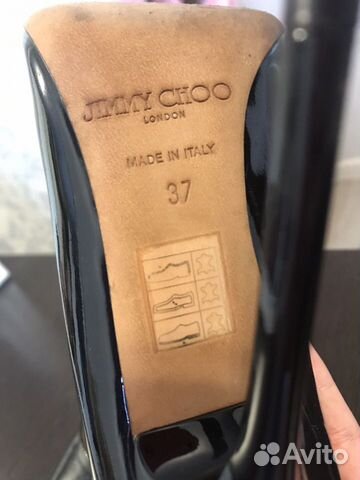 JIMMY CHOO
LONDON
MADE IN ITALY
37
Avito